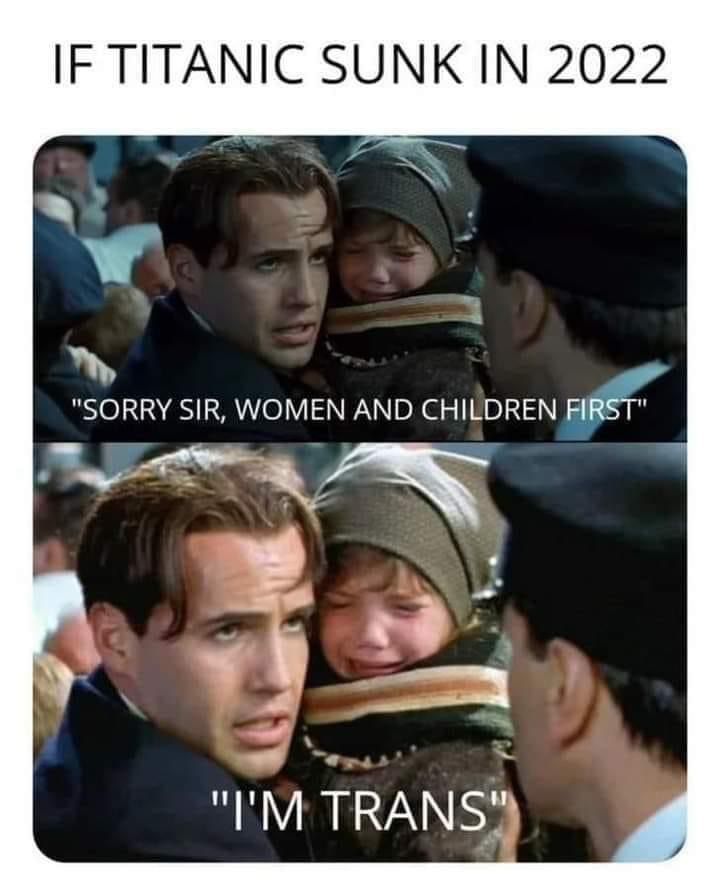 IF TITANIC SUNK IN 2022
"SORRY SIR, WOMEN AND CHILDREN FIRST"
"I'M TRANS"